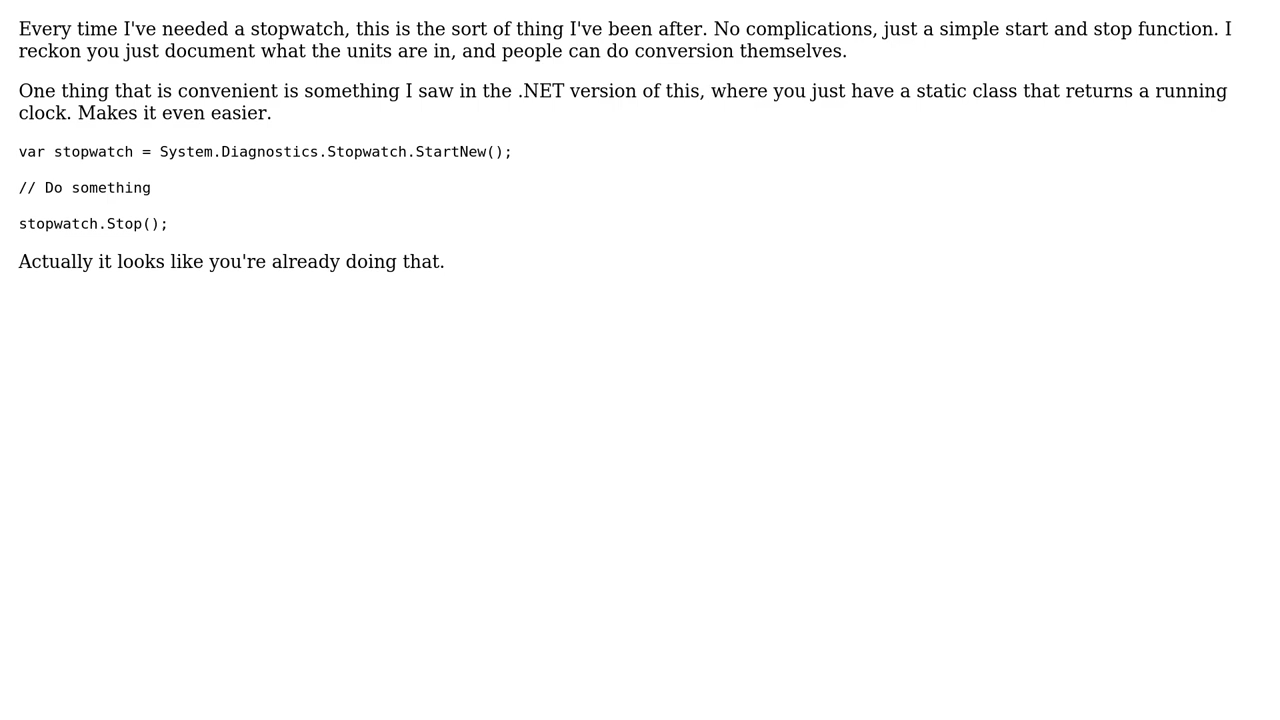 Every time I've needed a stopwatch, this is the sort of thing I've been after. No complications, just a simple start and stop function. I
reckon you just document what the units are in, and people can do conversion themselves.
One thing that is convenient is something I saw in the .NET version of this, where you just have a static class that returns a running
clock. Makes it even easier.
var stopwatch = System.Diagnostics.Stopwatch.StartNew();
// Do something
stopwatch.Stop();
Actually it looks like you're already doing that.